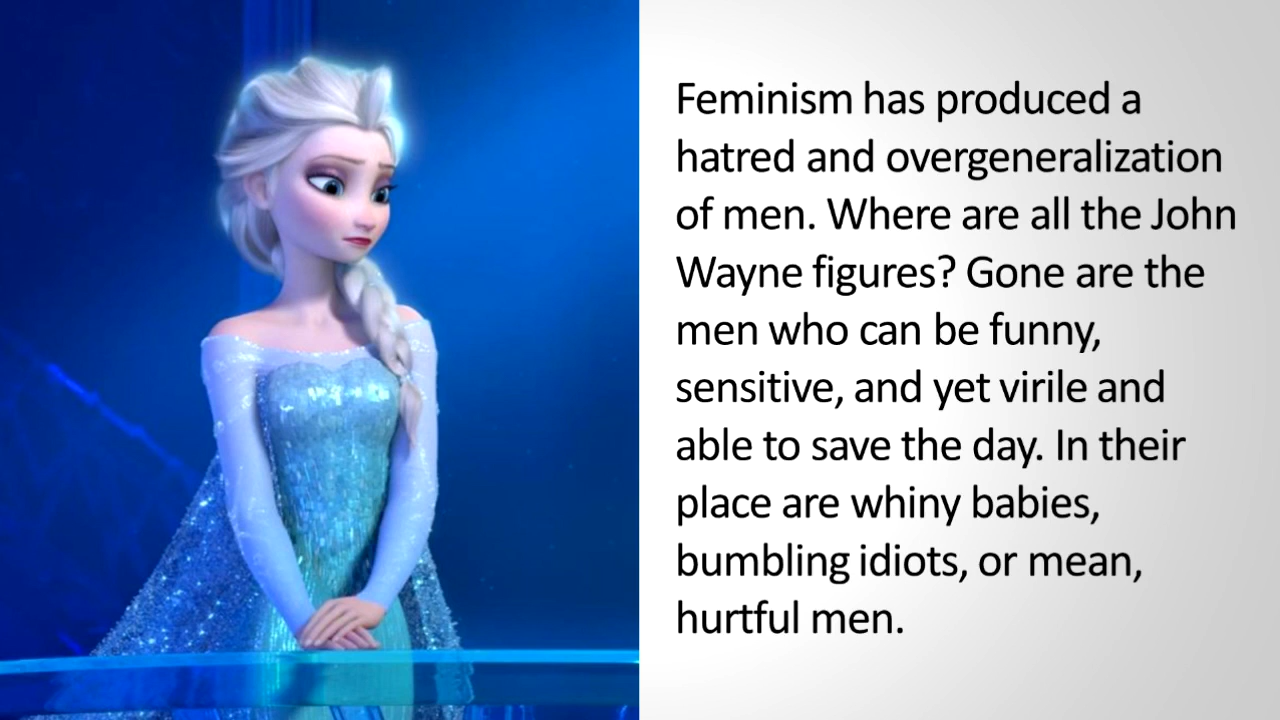 Feminism has produced a
hatred and overgeneralization
of men. Where are all the John
Wayne figures? Gone are the
men who can be funny,
sensitive, and yet virile and
able to save the day. In their
place are whiny babies,
bumbling idiots, or mean,
hurtful men.